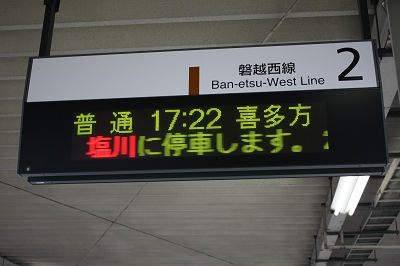 磐越西線
Ban-etsu-West Line
2
普通 17:22 喜多方
塩川に停車します。